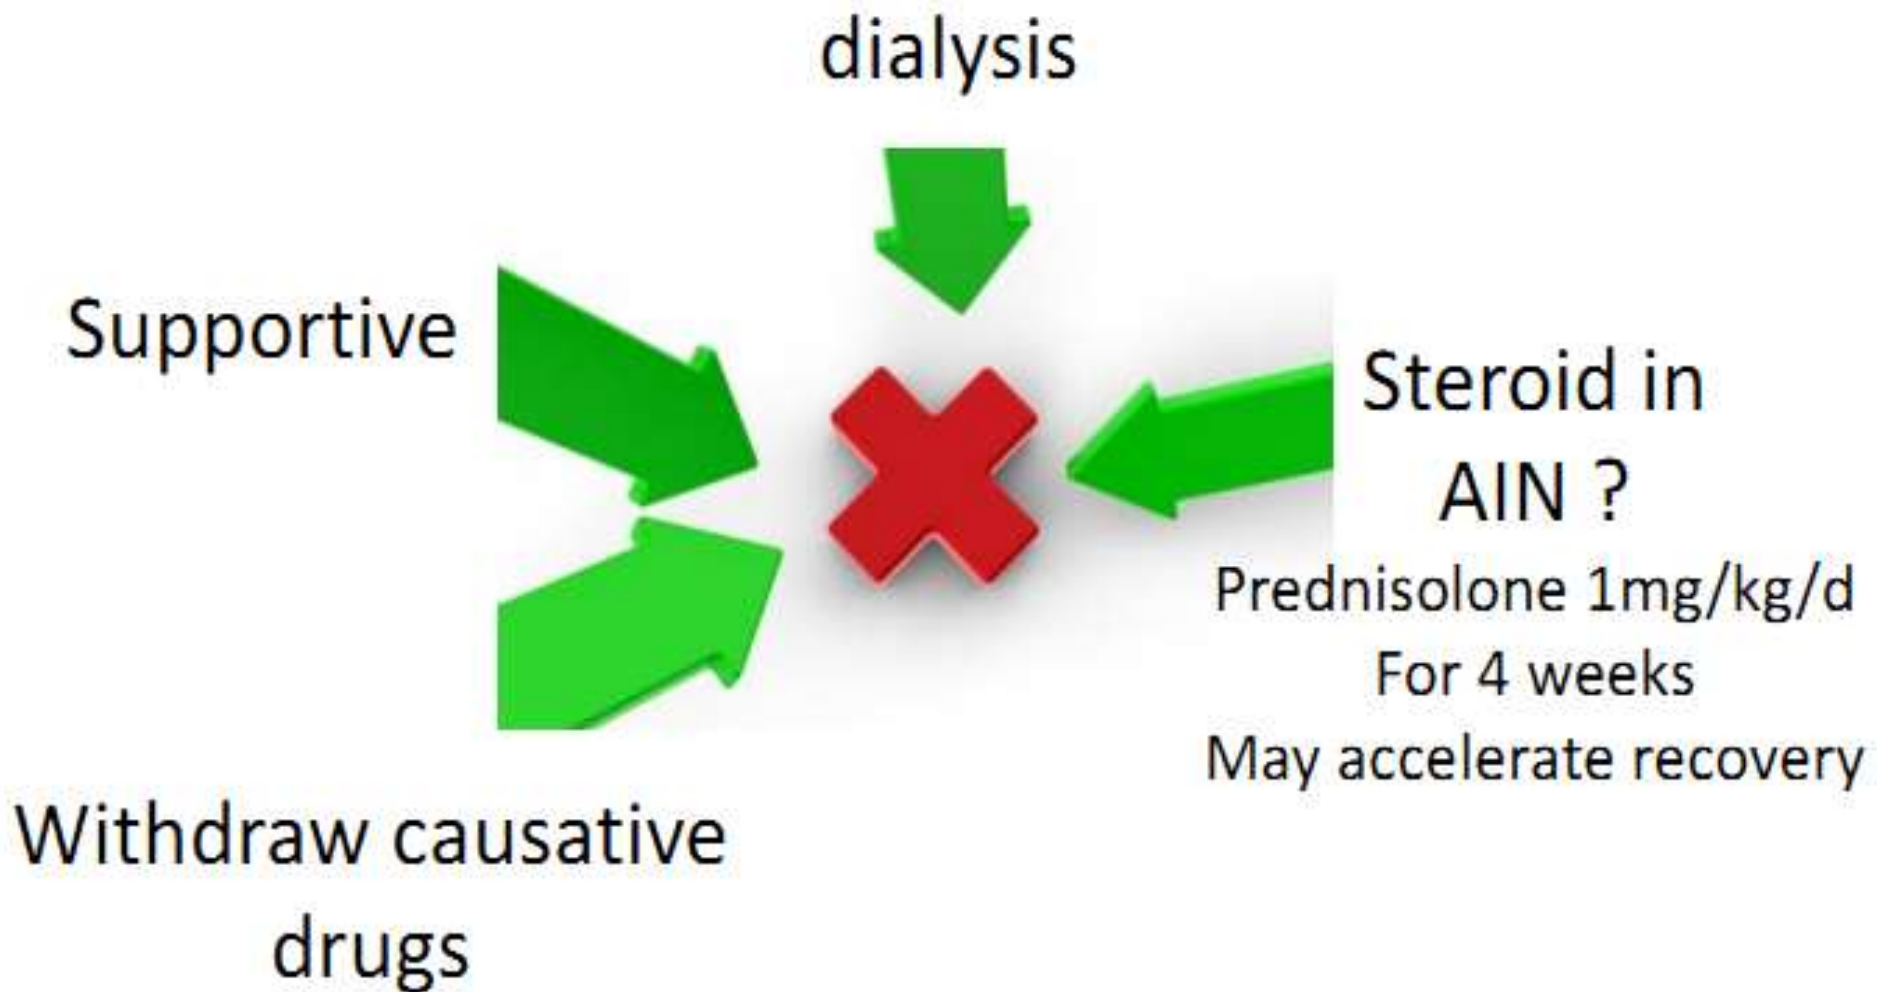 dialysis
Supportive
Steroid in
AIN ?
Prednisolone 1mg/kg/d
For 4 weeks
May accelerate recovery
Withdraw causative
drugs